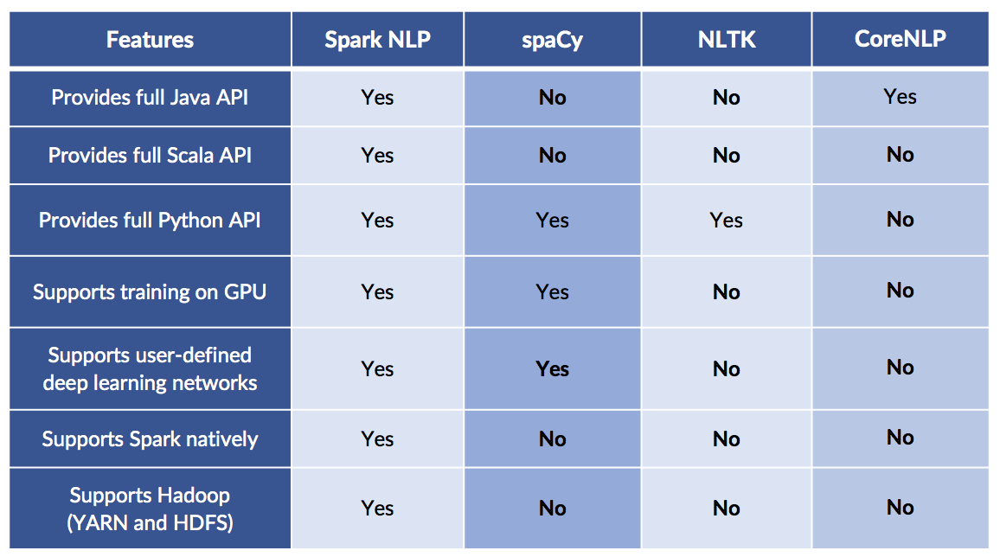 Features Spark NLP spaCy NLTK CoreNLP
Provides full Java API Yes No No Yes
Provides full Scala API Yes No No No
Provides full Python API Yes Yes Yes No
Supports training on GPU Yes Yes No No
Supports user-defined
deep learning networks Yes Yes No No
Supports Spark natively Yes No No No
Supports Hadoop
(YARN and HDFS) Yes No No No